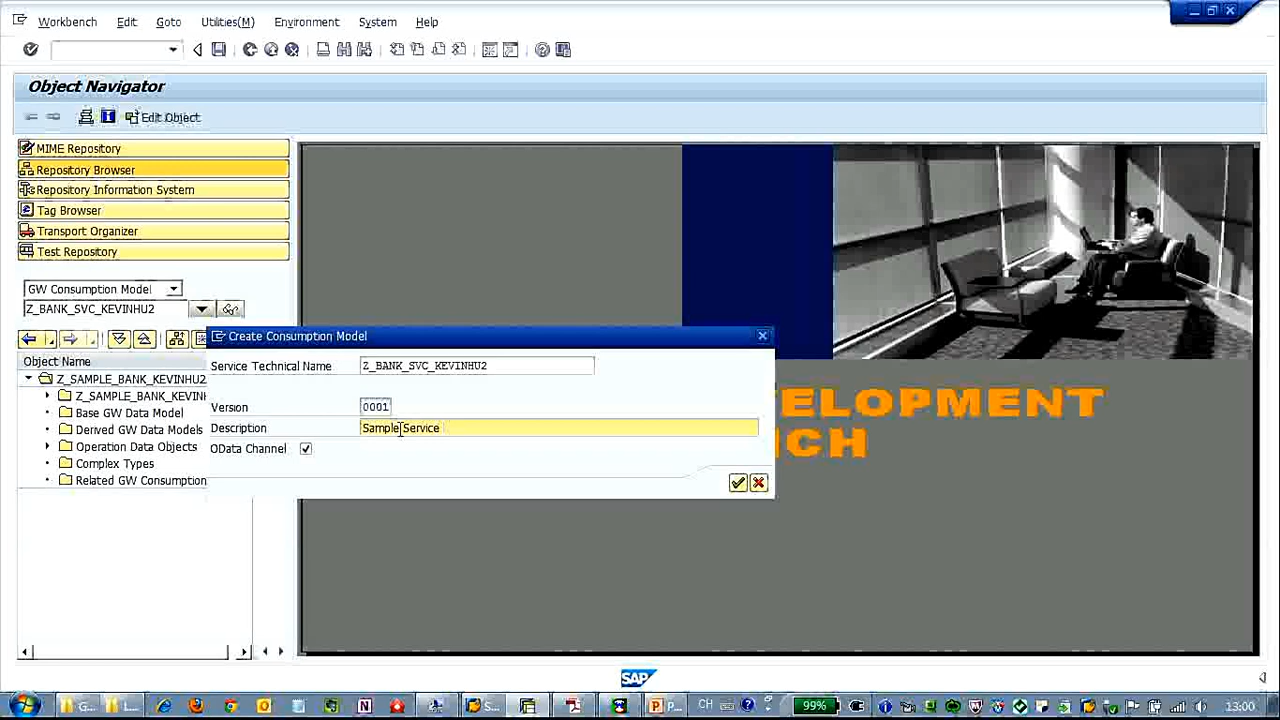 Workbench Edit Goto Utilities(M) Environment System Help
Object Navigator
Edit Object
MIME Repository
Repository Browser
Repository Information System
Tag Browser
Transport Organizer
Test Repository
GW Consumption Model
Z_BANK_SVC_KEVINHU2
Object Name
Z_SAMPLE_BANK_KEVINHU2
Z_SAMPLE_BANK_KEVINH
Base GW Data Model
Derived GW Data Models
Operation Data Objects
Complex Types
Related GW Consumption
Create Consumption Model
Service Technical Name Z_BANK_SVC_KEVINHU2
Version 0001
Description Sample Service
OData Channel
ELOPMENT
CH
SAP
G... L... S... P... CH 99% 13:00